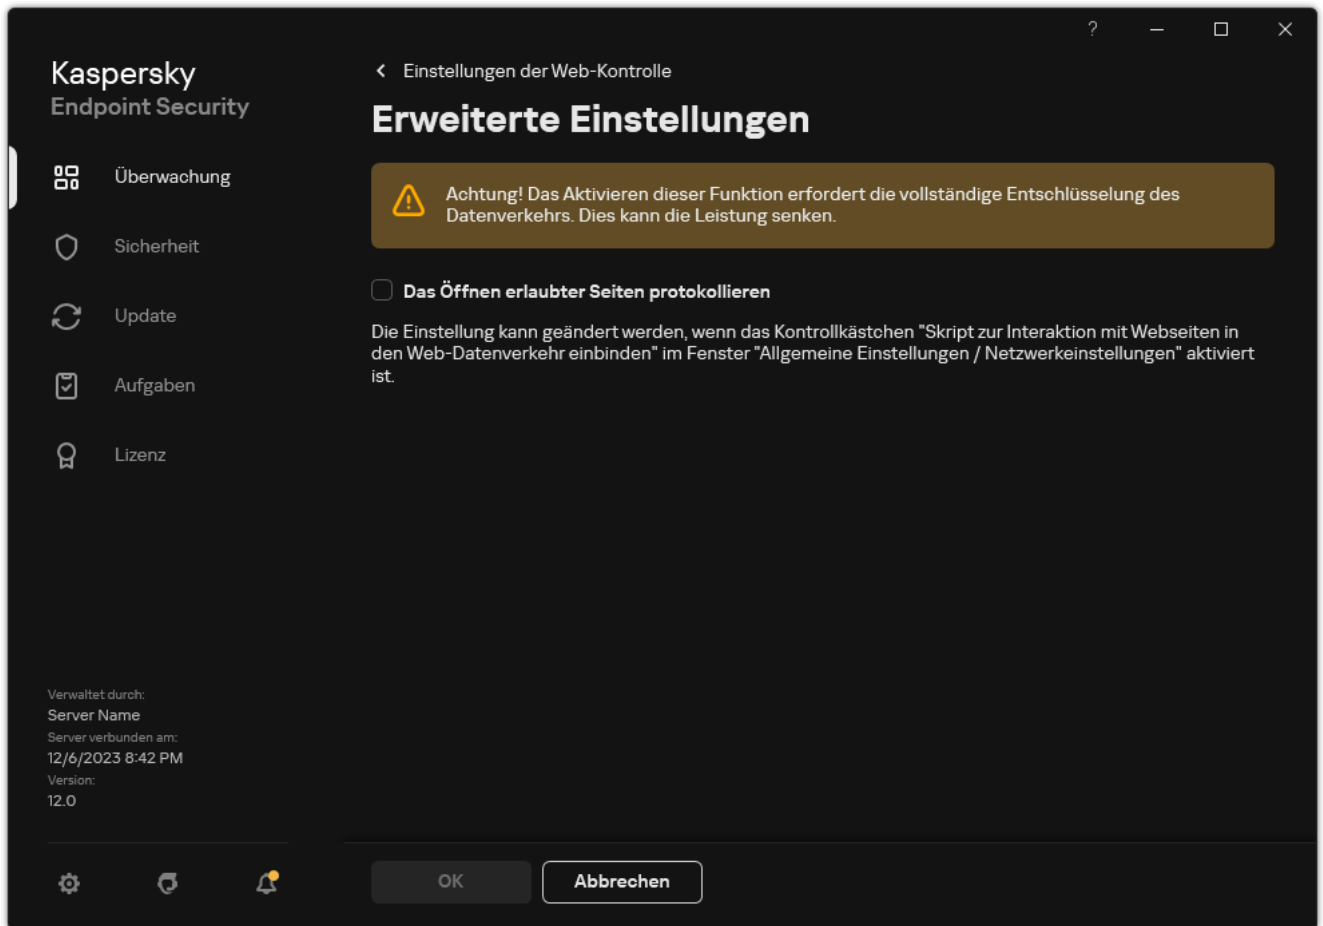 ?
Kaspersky
Endpoint Security
Überwachung
Sicherheit
Update
Aufgaben
Lizenz
Verwaltet durch:
Server Name
Server verbunden am:
12/6/2023 8:42 PM
Version:
12.0
Einstellungen der Web-Kontrolle
Erweiterte Einstellungen
Achtung! Das Aktivieren dieser Funktion erfordert die vollständige Entschlüsselung des
Datenverkehrs. Dies kann die Leistung senken.
Das Öffnen erlaubter Seiten protokollieren
Die Einstellung kann geändert werden, wenn das Kontrollkästchen "Skript zur Interaktion mit Webseiten in
den Web-Datenverkehr einbinden" im Fenster "Allgemeine Einstellungen / Netzwerkeinstellungen" aktiviert
ist.
OK
Abbrechen